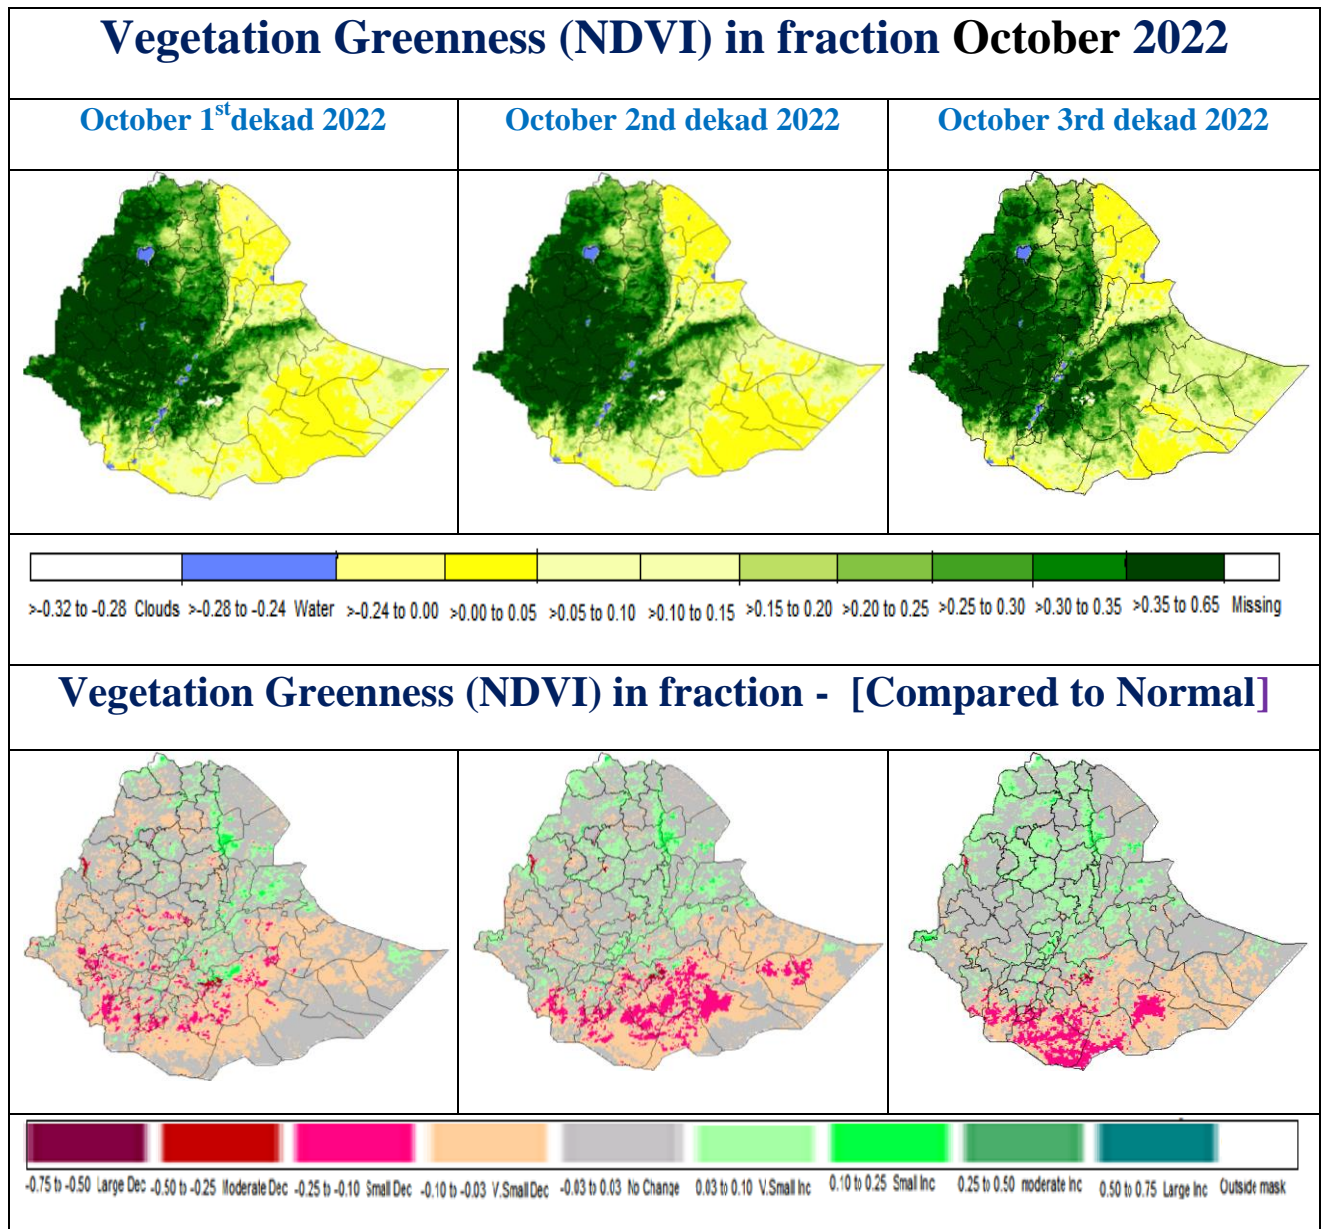 Vegetation Greenness (NDVI) in fraction October 2022
October 1st dekad 2022
October 2nd dekad 2022
October 3rd dekad 2022
>-0.32 to -0.28 Clouds >-0.28 to -0.24 Water >-0.24 to 0.00 >0.00 to 0.05 >0.05 to 0.10 >0.10 to 0.15 >0.15 to 0.20 >0.20 to 0.25 >0.25 to 0.30 >0.30 to 0.35 >0.35 to 0.65 Missing
Vegetation Greenness (NDVI) in fraction - [Compared to Normal]
-0.75 to -0.50 Large Dec -0.50 to -0.25 Moderate Dec -0.25 to -0.10 Small Dec -0.10 to -0.03 V.Small Dec -0.03 to 0.03 No Change 0.03 to 0.10 V.Small Inc 0.10 to 0.25 Small Inc 0.25 to 0.50 moderate Inc 0.50 to 0.75 Large Inc Outside mask